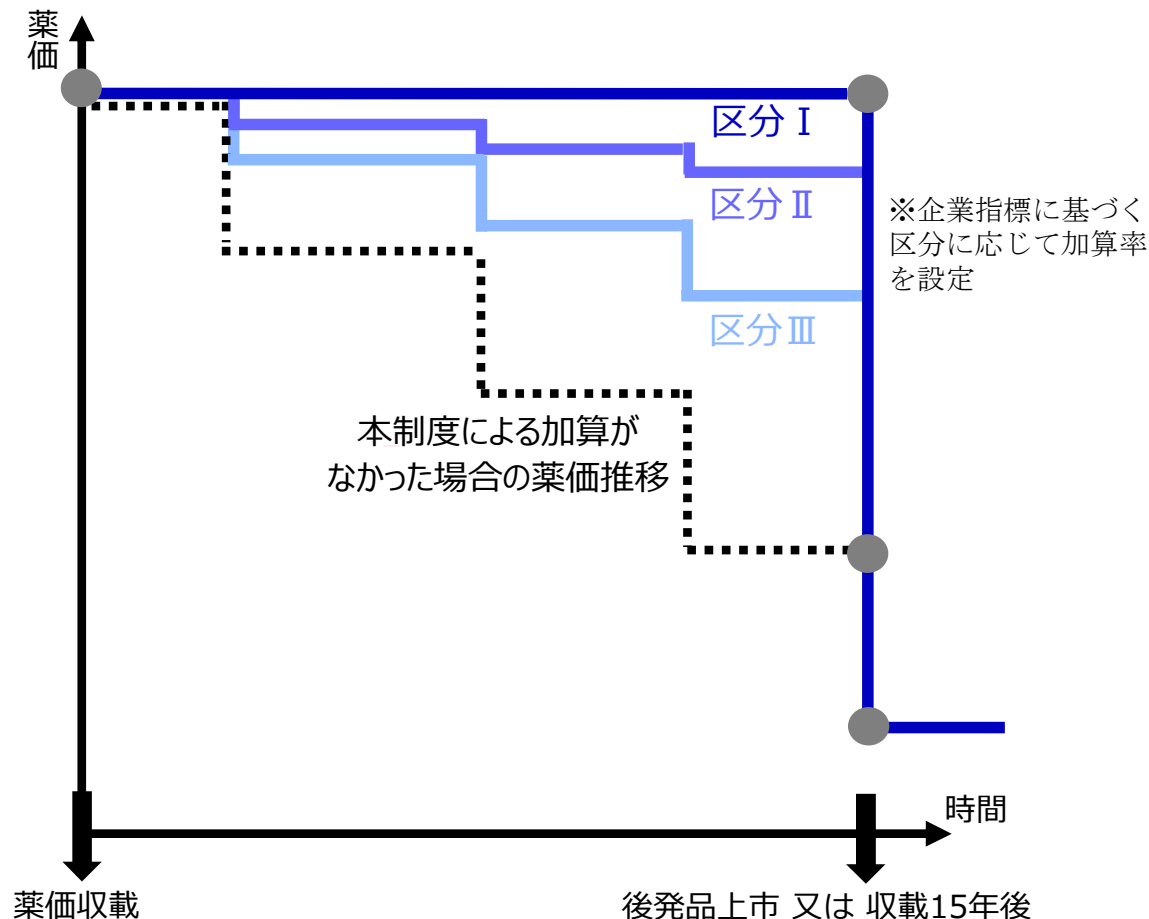 薬価
区分Ⅰ
区分Ⅱ
※企業指標に基づく
区分に応じて加算率
を設定
区分Ⅲ
本制度による加算が
なかった場合の薬価推移
時間
薬価収載
後発品上市 又は 収載15年後